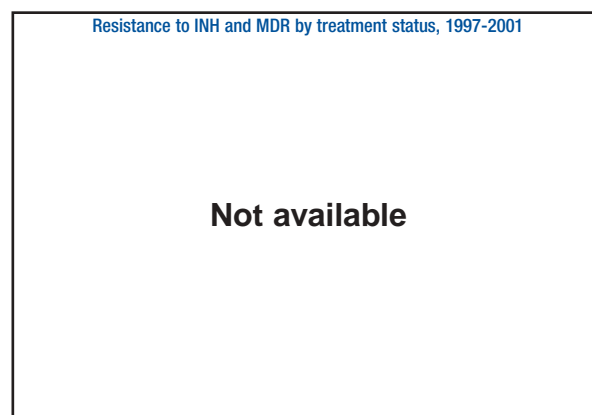 Resistance to INH and MDR by treatment status, 1997-2001
Not available